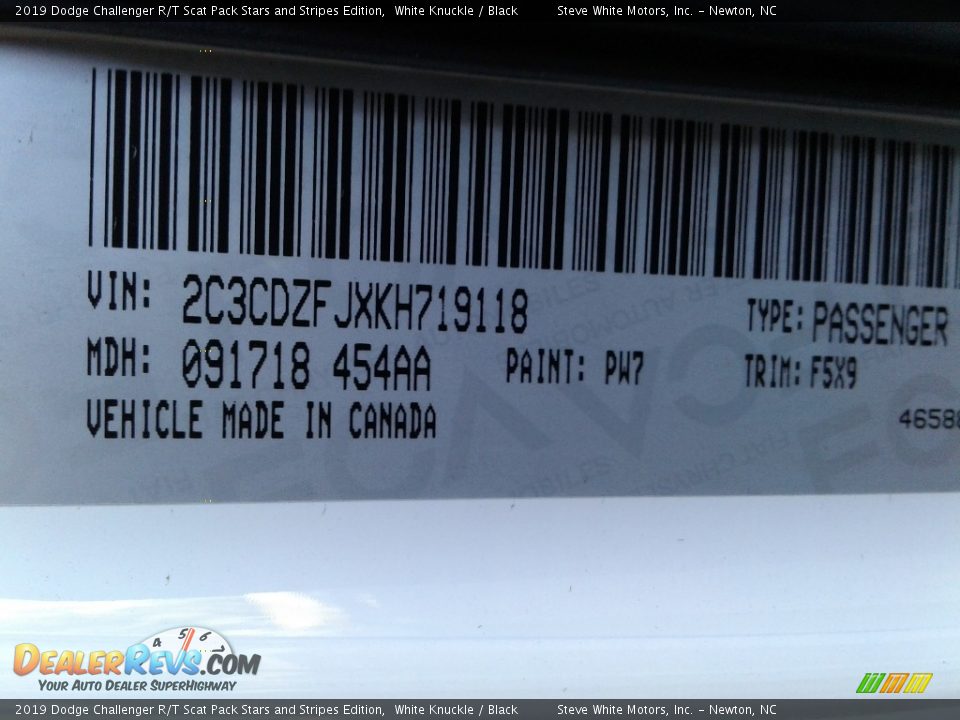 2019 Dodge Challenger R/T Scat Pack Stars and Stripes Edition, White Knuckle / Black Steve White Motors, Inc. – Newton, NC
VIN: 2C3CDZFJXKH719118 TYPE: PASSENGER
MDH: 091718 454AA PAINT: PW7 TRIM: F5X9
VEHICLE MADE IN CANADA
4 5 6
DEALERREVS.COM
YOUR AUTO DEALER SUPERHIGHWAY
2019 Dodge Challenger R/T Scat Pack Stars and Stripes Edition, White Knuckle / Black Steve White Motors, Inc. – Newton, NC